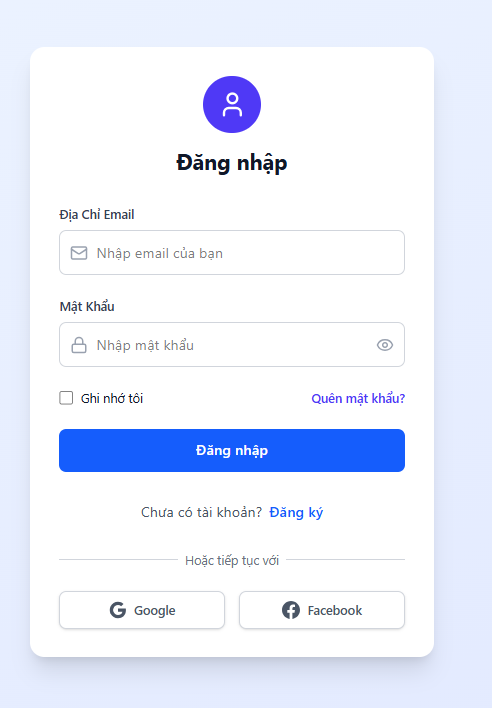 Đăng nhập
Địa Chỉ Email
Nhập email của bạn
Mật Khẩu
Nhập mật khẩu
Ghi nhớ tôi Quên mật khẩu?
Đăng nhập
Chưa có tài khoản? Đăng ký
Hoặc tiếp tục với
Google Facebook